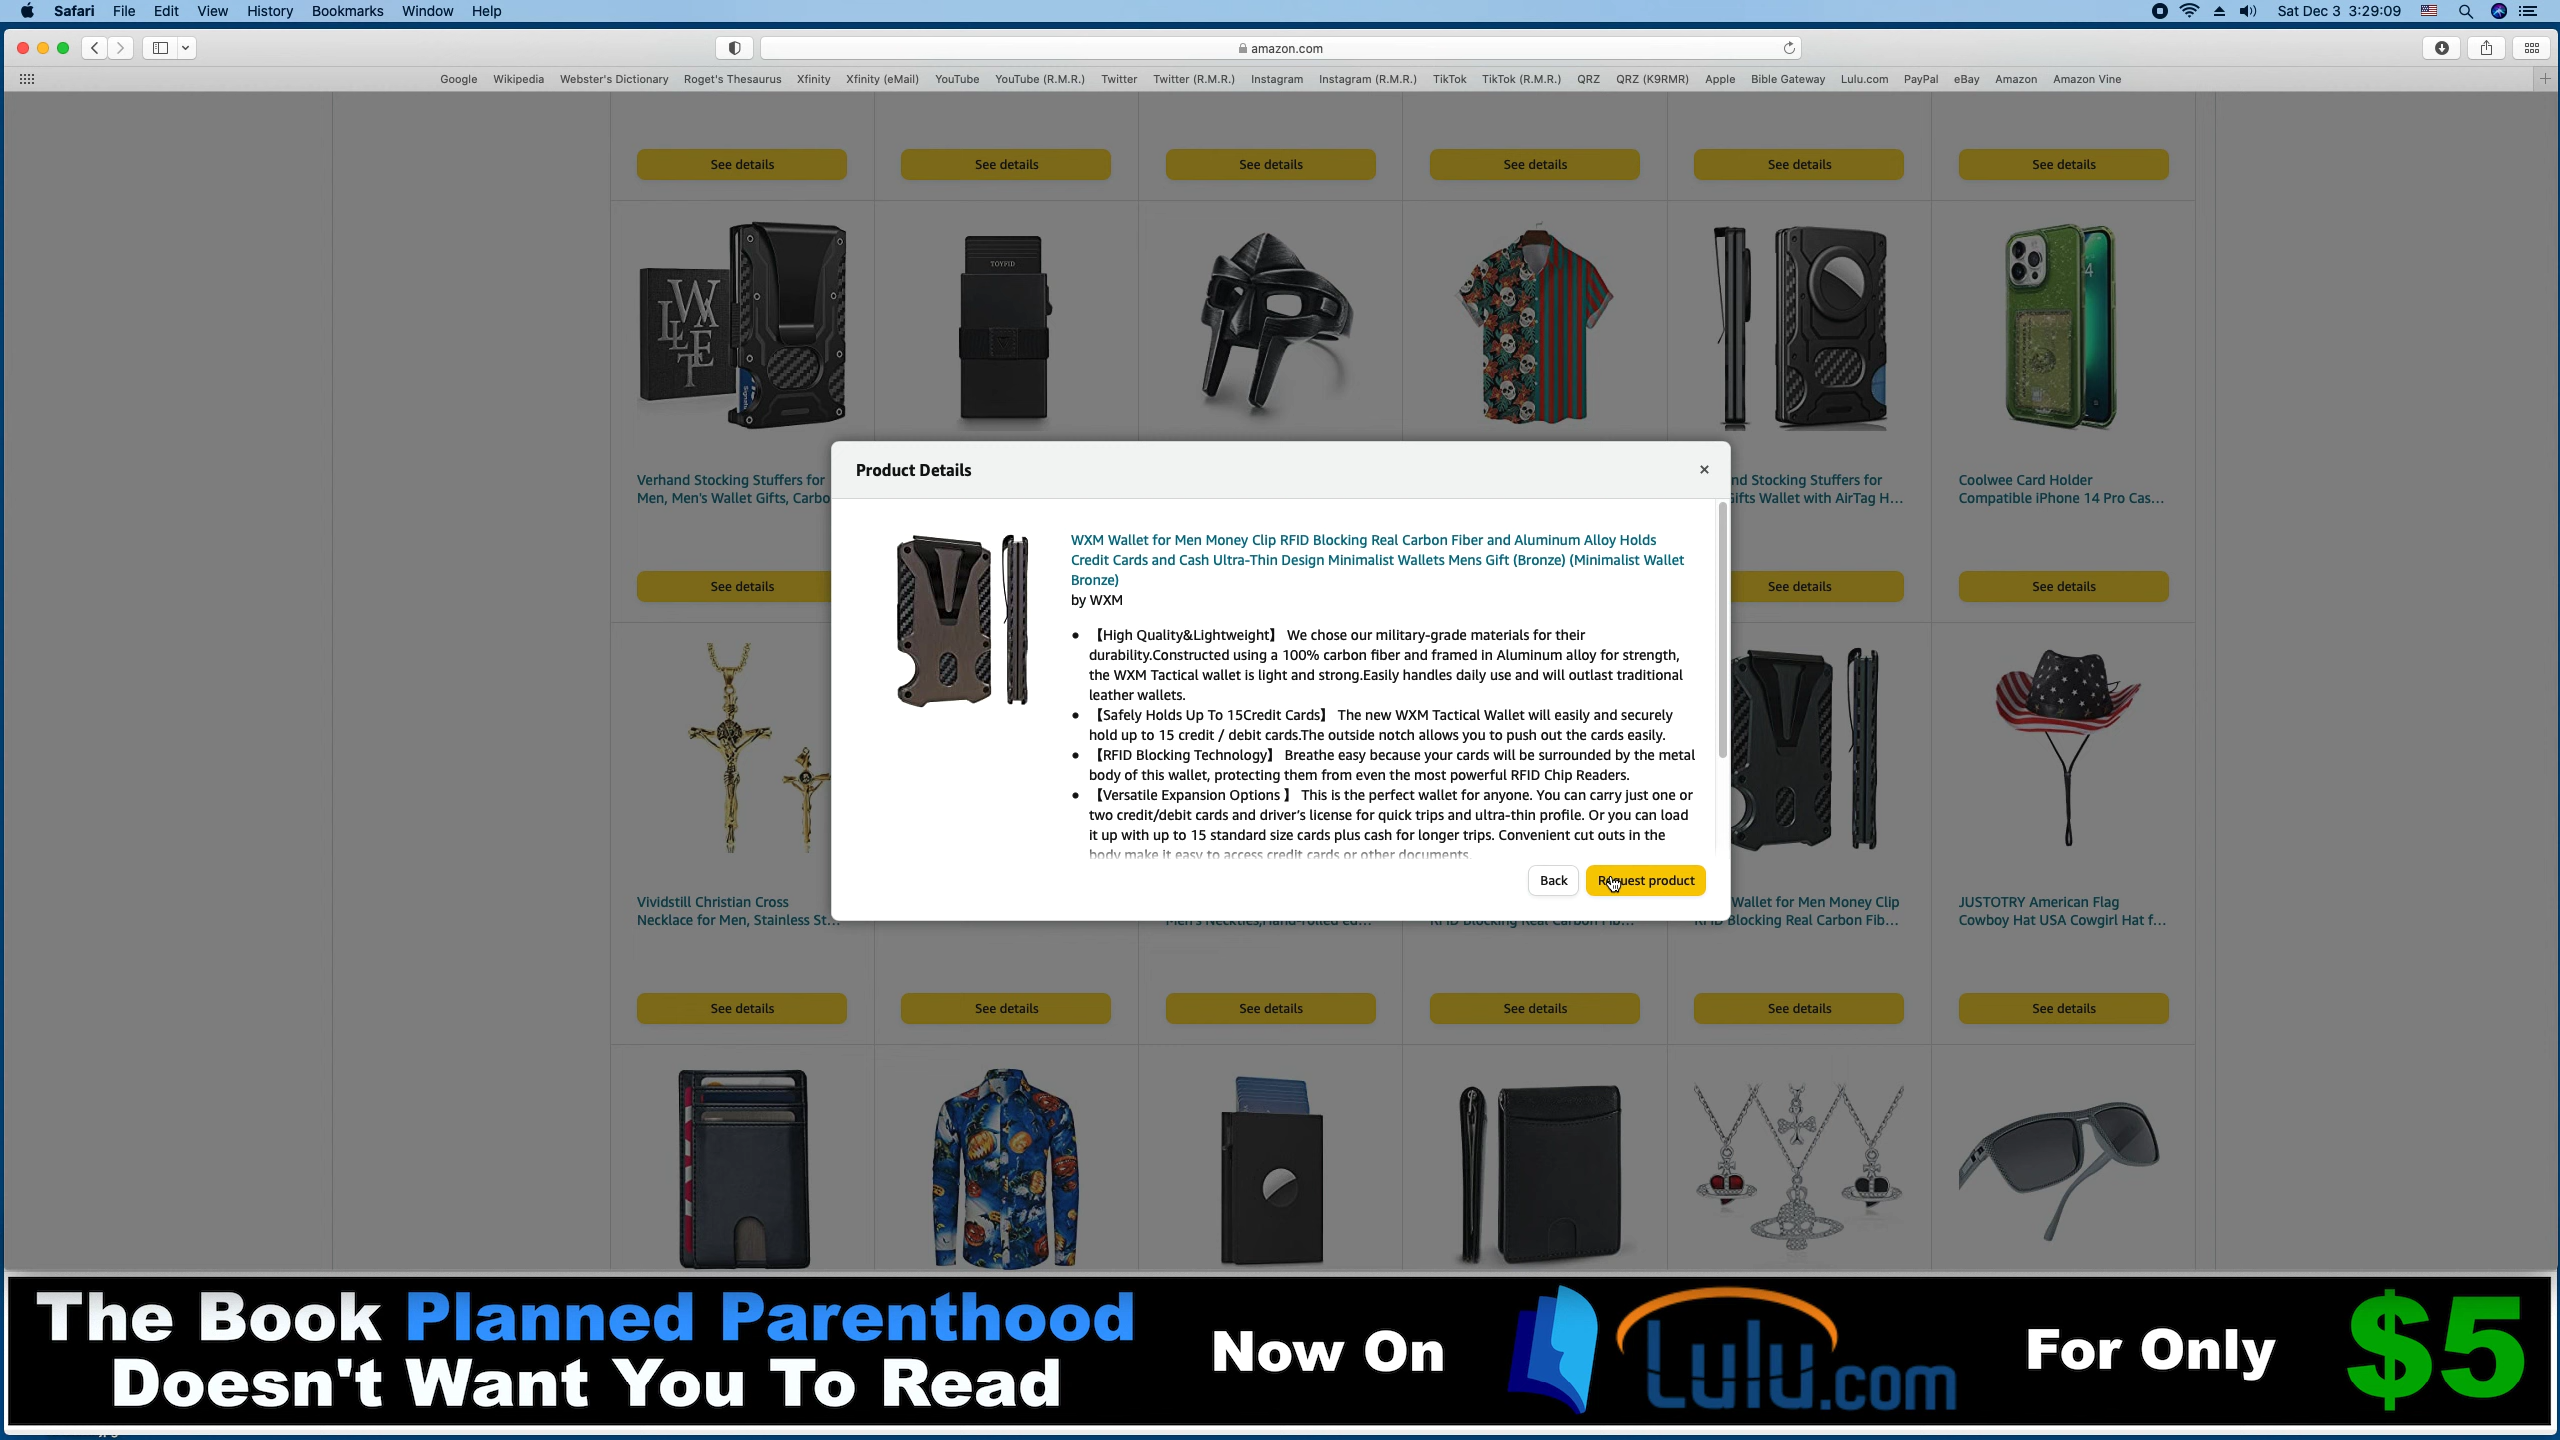 Safari File Edit View History Bookmarks Window Help
Sat Dec 3 3:29:09
amazon.com
Google Wikipedia Webster's Dictionary Roget's Thesaurus Xfinity Xfinity (eMail) YouTube YouTube (R.M.R.) Twitter Twitter (R.M.R.) Instagram Instagram (R.M.R.) TikTok TikTok (R.M.R.) QRZ QRZ (K9RMR) Apple Bible Gateway Lulu.com PayPal eBay Amazon Amazon Vine
See details See details See details See details See details See details
WALLET
TOYFID
Verhand Stocking Stuffers for
Men, Men's Wallet Gifts, Carbo
nd Stocking Stuffers for
Gifts Wallet with AirTag H...
Coolwee Card Holder
Compatible iPhone 14 Pro Cas...
See details See details See details
Product Details
WXM Wallet for Men Money Clip RFID Blocking Real Carbon Fiber and Aluminum Alloy Holds
Credit Cards and Cash Ultra-Thin Design Minimalist Wallets Mens Gift (Bronze) (Minimalist Wallet
Bronze)
by WXM
• 【High Quality&Lightweight】 We chose our military-grade materials for their
durability.Constructed using a 100% carbon fiber and framed in Aluminum alloy for strength,
the WXM Tactical wallet is light and strong.Easily handles daily use and will outlast traditional
leather wallets.
• 【Safely Holds Up To 15Credit Cards】 The new WXM Tactical Wallet will easily and securely
hold up to 15 credit / debit cards.The outside notch allows you to push out the cards easily.
• 【RFID Blocking Technology】 Breathe easy because your cards will be surrounded by the metal
body of this wallet, protecting them from even the most powerful RFID Chip Readers.
• 【Versatile Expansion Options 】 This is the perfect wallet for anyone. You can carry just one or
two credit/debit cards and driver's license for quick trips and ultra-thin profile. Or you can load
it up with up to 15 standard size cards plus cash for longer trips. Convenient cut outs in the
body make it easy to access credit cards or other documents.
Back Request product
Vividstill Christian Cross
Necklace for Men, Stainless St...
Men's Neckties,Hand-rolled ed...
RFID Blocking Real Carbon Fib...
Wallet for Men Money Clip
RFID Blocking Real Carbon Fib...
JUSTOTRY American Flag
Cowboy Hat USA Cowgirl Hat f...
See details See details See details See details See details See details
The Book Planned Parenthood
Doesn't Want You To Read
Now On
Lulu.com
For Only
$5